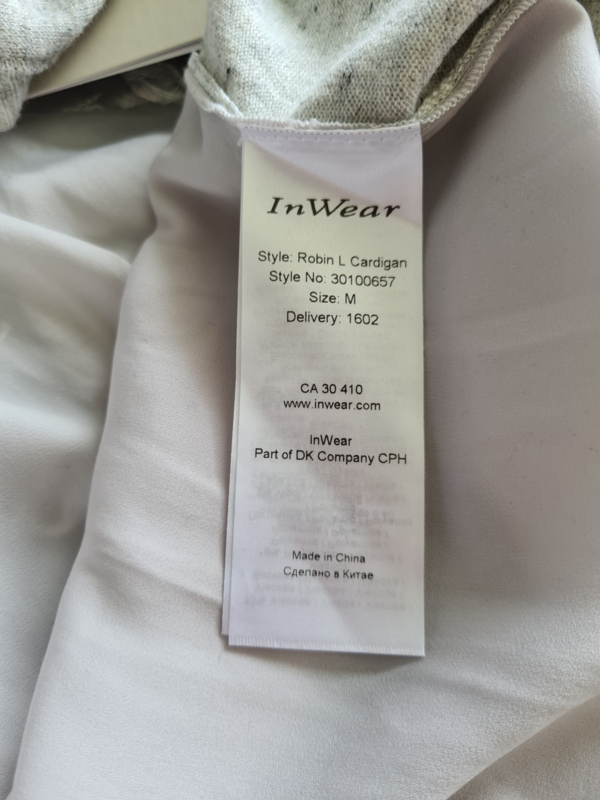 InWear
Style: Robin L Cardigan
Style No: 30100657
Size: M
Delivery: 1602
CA 30 410
www.inwear.com
InWear
Part of DK Company CPH
Made in China
Сделано в Китае